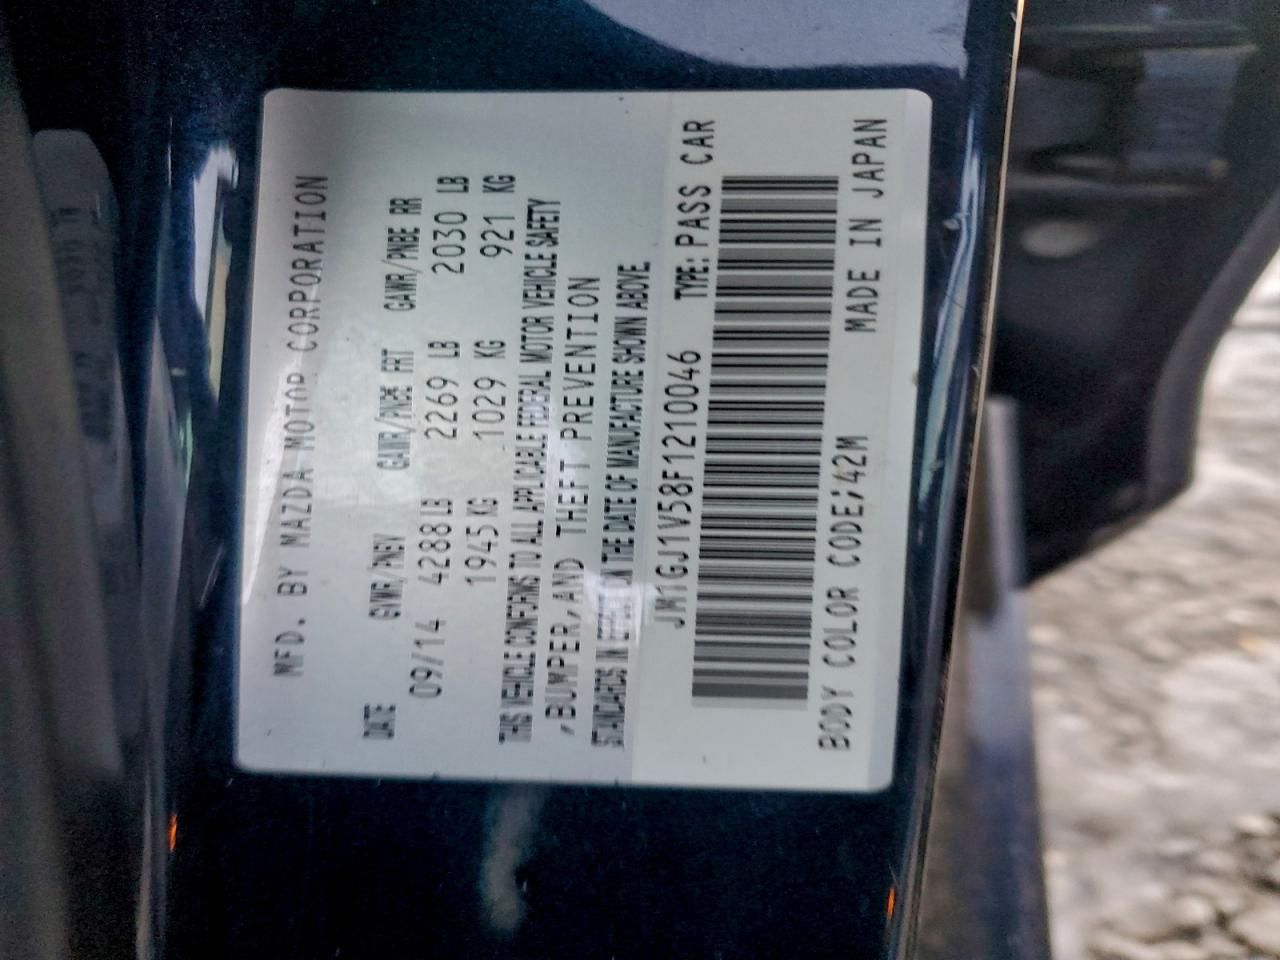 MFD. BY MAZDA MOTOR CORPORATION
DATE GVWR/PNBV GAWR/PNBE FRT GAWR/PNBE RR
09/14 4288 LB 2269 LB 2030 LB
1945 KG 1029 KG 921 KG
THIS VEHICLE CONFORMS TO ALL APPLICABLE FEDERAL MOTOR VEHICLE SAFETY
,BUMPER,AND THEFT PREVENTION
STANDARDS IN EFFECT ON THE DATE OF MANUFACTURE SHOWN ABOVE.
JM1GJ1V58F1210046 TYPE: PASS CAR
BODY COLOR CODE;42M MADE IN JAPAN